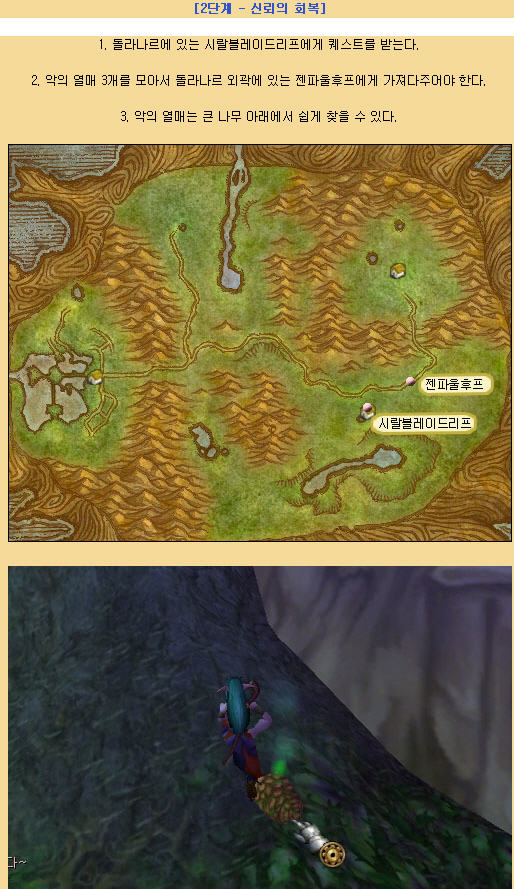 [2단계 - 신뢰의 회복]
1. 돌라나르에 있는 시랄블레이드리프에게 퀘스트를 받는다.
2. 악의 열매 3개를 모아서 돌라나르 외곽에 있는 젠파울후프에게 가져다주어야 한다.
3. 악의 열매는 큰 나무 아래에서 쉽게 찾을 수 있다.
젠파울후프
시랄블레이드리프
다~